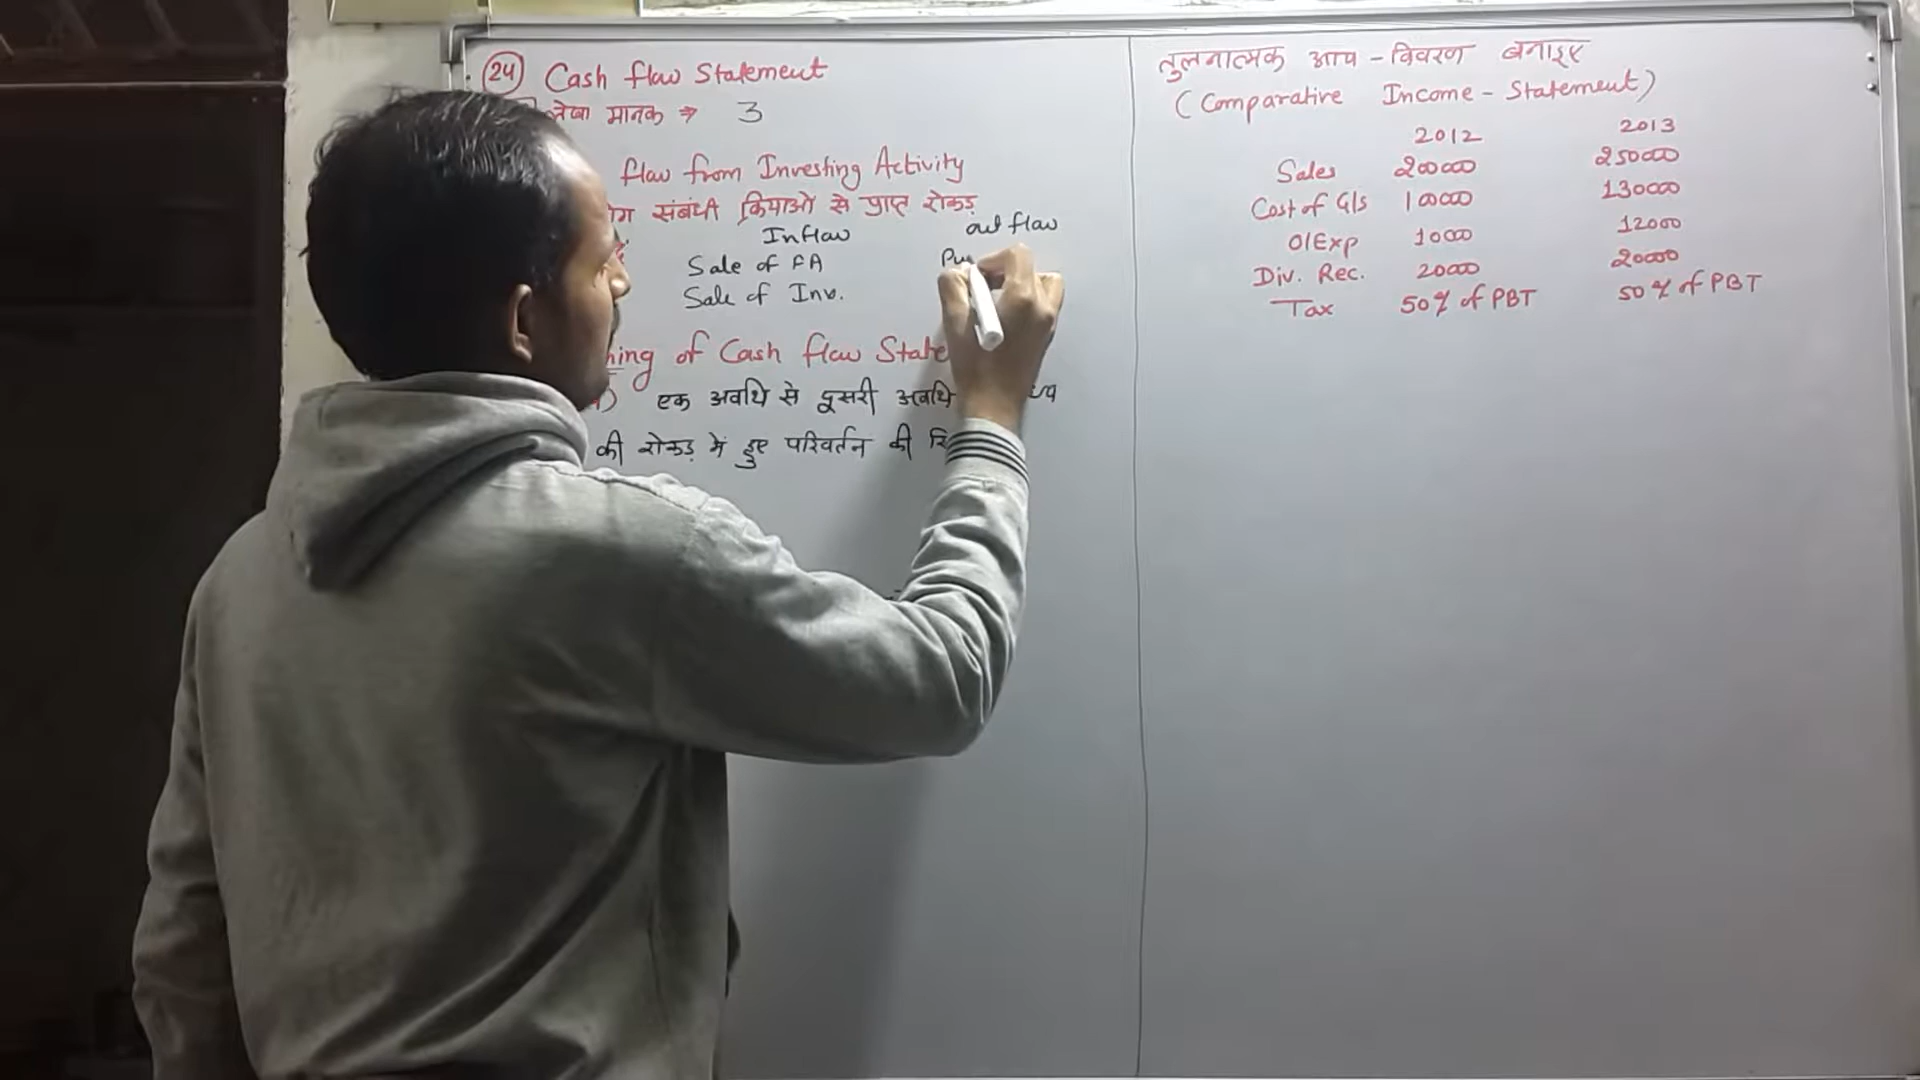 24 Cash flow Statement
लेखा मानक ⇒ 3
flow from Investing Activity
संबंधी क्रियाओं से प्राप्त रोकड़
Inflow out flow
Sale of FA Pu
Sale of Inv.
of Cash flow State
एक अवधि से दूसरी अवधि
की रोकड़ में हुए परिवर्तन की
तुलनात्मक आय - विवरण बनाइए
(Comparative Income - Statement)
2012 2013
Sales 200000 250000
Cost of G/s 100000 130000
O/Exp 10000 12000
Div. Rec. 20000 20000
Tax 50% of PBT 50% of PBT